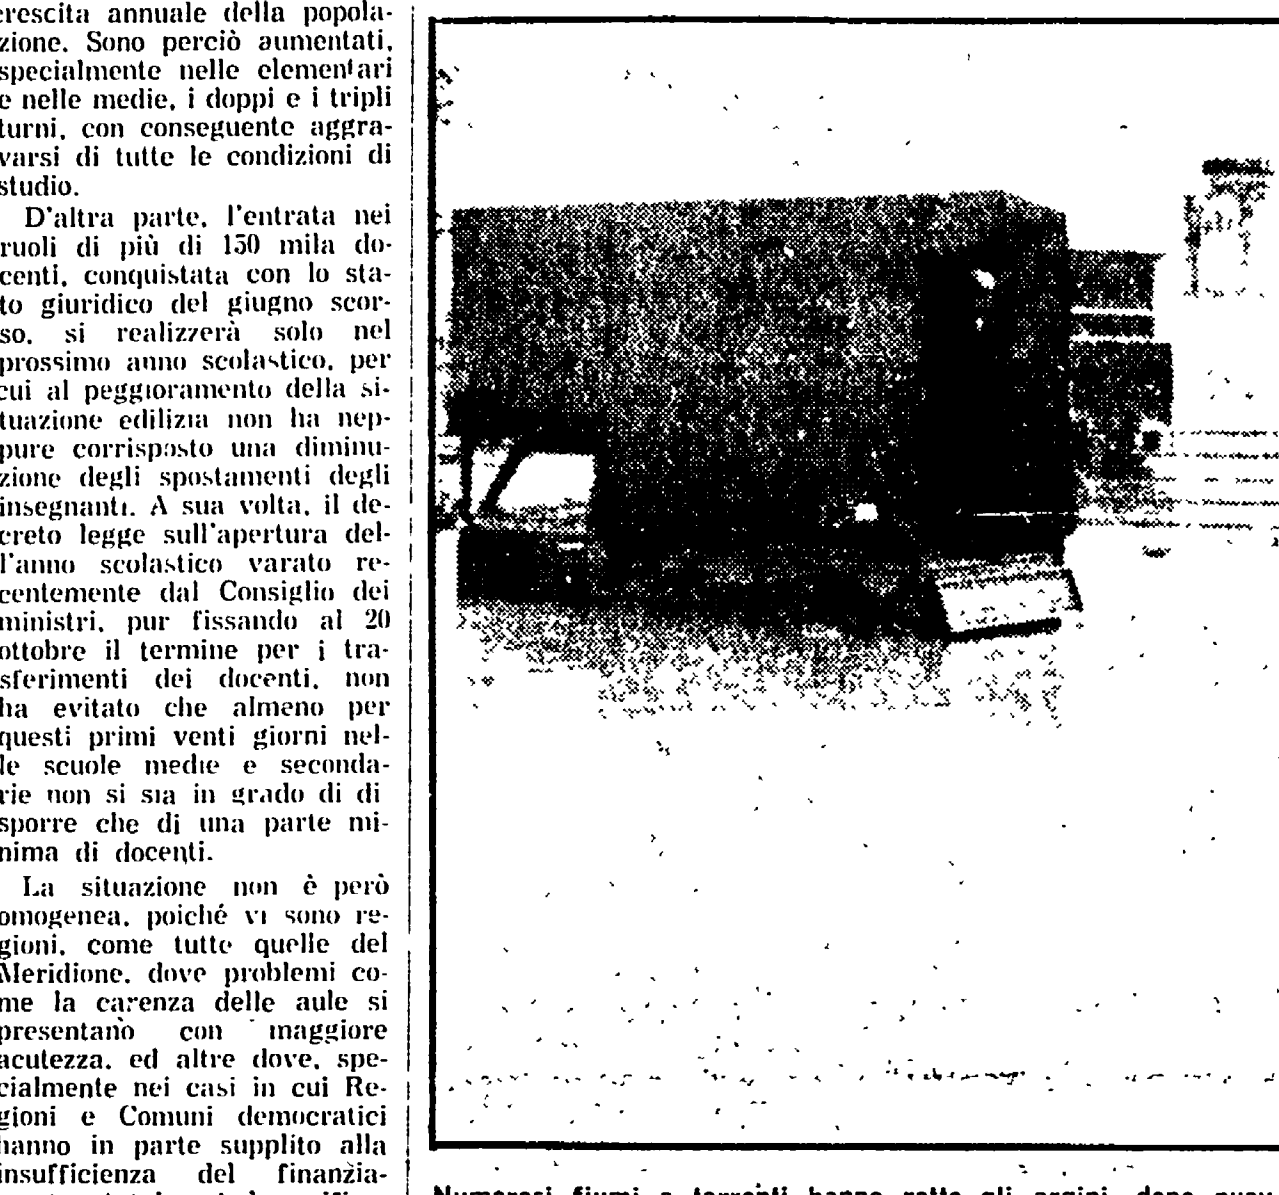 crescita annuale della popola-
zione. Sono perciò aumentati,
specialmente nelle elementari
e nelle medie, i doppi e i tripli
turni, con conseguente aggra-
varsi di tutte le condizioni di
studio.
D'altra parte, l'entrata nei
ruoli di più di 150 mila do-
centi, conquistata con lo sta-
to giuridico del giugno scor-
so, si realizzerà solo nel
prossimo anno scolastico, per
cui al peggioramento della si-
tuazione edilizia non ha nep-
pure corrisposto una diminu-
zione degli spostamenti degli
insegnanti. A sua volta, il de-
creto legge sull'apertura del-
l'anno scolastico varato re-
centemente dal Consiglio dei
ministri, pur fissando al 20
ottobre il termine per i tra-
sferimenti dei docenti, non
ha evitato che almeno per
questi primi venti giorni nel-
le scuole medie e seconda-
rie non si sia in grado di di
sporre che di una parte mi-
nima di docenti.
La situazione non è però
omogenea, poiché vi sono re-
gioni, come tutte quelle del
Meridione, dove problemi co-
me la carenza delle aule si
presentano con maggiore
acutezza, ed altre dove, spe-
cialmente nei casi in cui Re-
gioni e Comuni democratici
hanno in parte supplito alla
insufficienza del finanzia-
Numerosi fiumi e torrenti hanno rotto gli argini, dopo